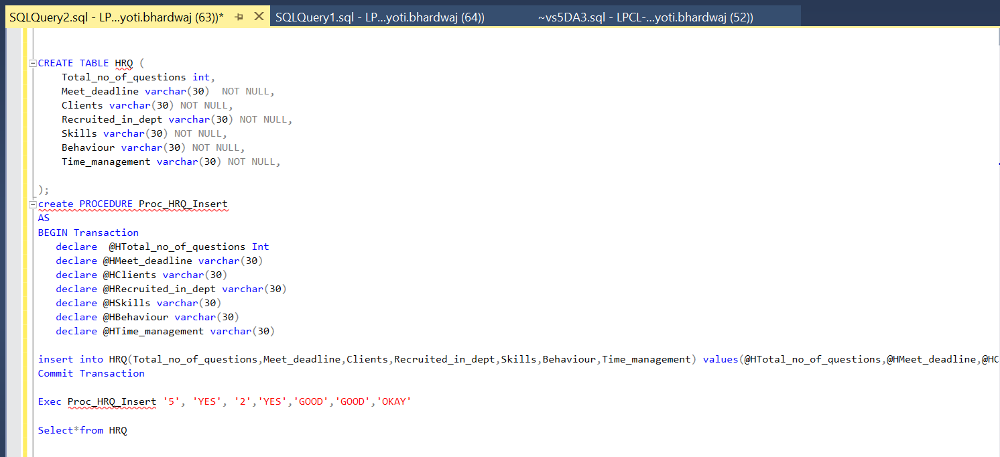 SQLQuery2.sql - LP...yoti.bhardwaj (63))* SQLQuery1.sql - LP...yoti.bhardwaj (64)) ~vs5DA3.sql - LPCL-...yoti.bhardwaj (52))
CREATE TABLE HRQ (
Total_no_of_questions int,
Meet_deadline varchar(30)  NOT NULL,
Clients varchar(30) NOT NULL,
Recruited_in_dept varchar(30) NOT NULL,
Skills varchar(30) NOT NULL,
Behaviour varchar(30) NOT NULL,
Time_management varchar(30) NOT NULL,
);
create PROCEDURE Proc_HRQ_Insert
AS
BEGIN Transaction
declare  @HTotal_no_of_questions Int
declare @HMeet_deadline varchar(30)
declare @HClients varchar(30)
declare @HRecruited_in_dept varchar(30)
declare @HSkills varchar(30)
declare @HBehaviour varchar(30)
declare @HTime_management varchar(30)
insert into HRQ(Total_no_of_questions,Meet_deadline,Clients,Recruited_in_dept,Skills,Behaviour,Time_management) values(@HTotal_no_of_questions,@HMeet_deadline,@HC
Commit Transaction
Exec Proc_HRQ_Insert '5', 'YES', '2','YES','GOOD','GOOD','OKAY'
Select*from HRQ